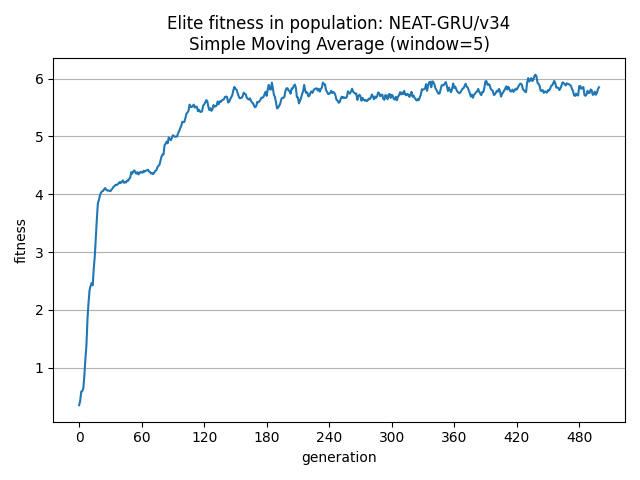 Elite fitness in population: NEAT-GRU/v34
Simple Moving Average (window=5)
6
5
4
3
2
1
fitness
0 60 120 180 240 300 360 420 480
generation